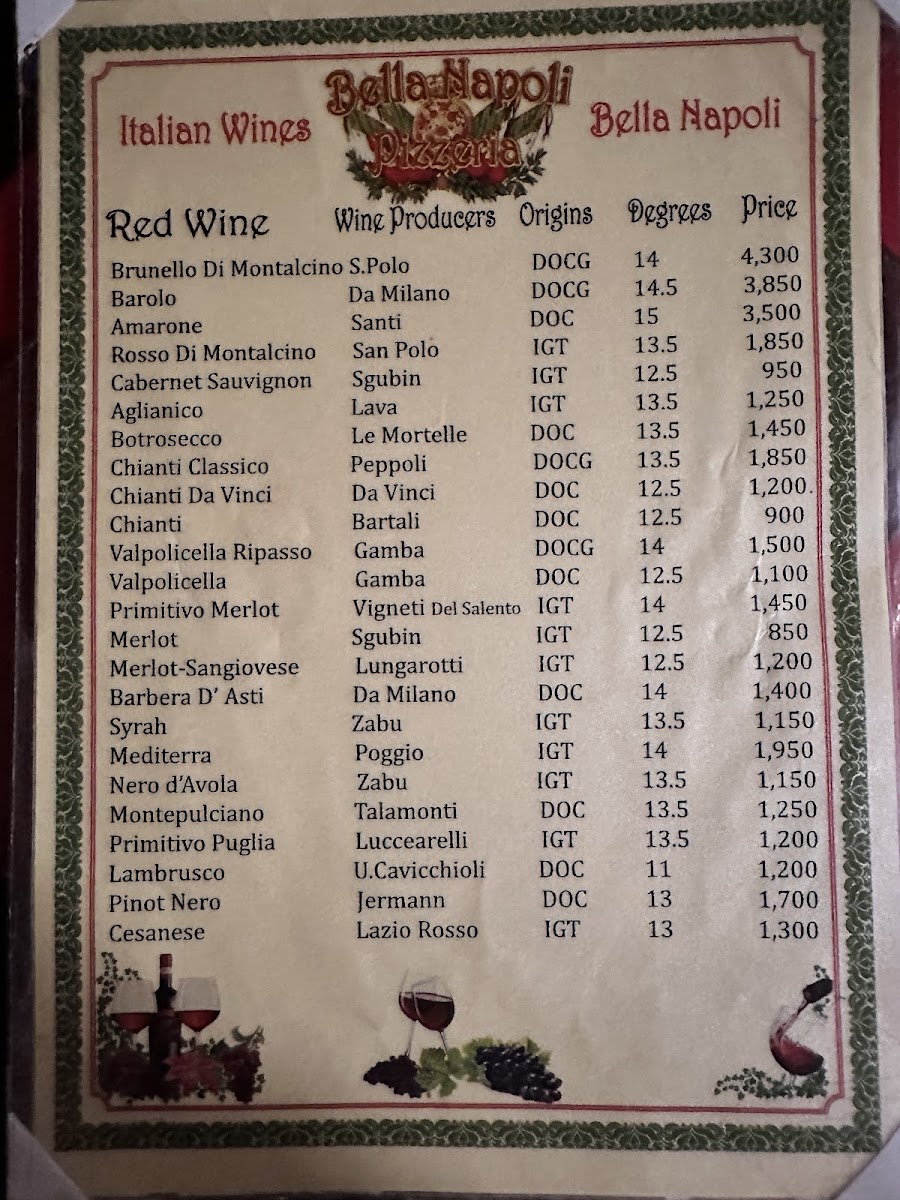 Bella Napoli
Pizzeria
Italian Wines
Bella Napoli
Red Wine Wine Producers Origins Degrees Price
Brunello Di Montalcino S.Polo DOCG 14 4,300
Barolo Da Milano DOCG 14.5 3,850
Amarone Santi DOC 15 3,500
Rosso Di Montalcino San Polo IGT 13.5 1,850
Cabernet Sauvignon Sgubin IGT 12.5 950
Aglianico Lava IGT 13.5 1,250
Botrosecco Le Mortelle DOC 13.5 1,450
Chianti Classico Peppoli DOCG 13.5 1,850
Chianti Da Vinci Da Vinci DOC 12.5 1,200.
Chianti Bartali DOC 12.5 900
Valpolicella Ripasso Gamba DOCG 14 1,500
Valpolicella Gamba DOC 12.5 1,100
Primitivo Merlot Vigneti Del Salento IGT 14 1,450
Merlot Sgubin IGT 12.5 850
Merlot-Sangiovese Lungarotti IGT 12.5 1,200
Barbera D' Asti Da Milano DOC 14 1,400
Syrah Zabu IGT 13.5 1,150
Mediterra Poggio IGT 14 1,950
Nero d'Avola Zabu IGT 13.5 1,150
Montepulciano Talamonti DOC 13.5 1,250
Primitivo Puglia Luccearelli IGT 13.5 1,200
Lambrusco U.Cavicchioli DOC 11 1,200
Pinot Nero Jermann DOC 13 1,700
Cesanese Lazio Rosso IGT 13 1,300